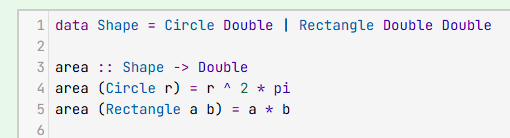 1 data Shape = Circle Double | Rectangle Double Double
2
3 area :: Shape -> Double
4 area (Circle r) = r ^ 2 * pi
5 area (Rectangle a b) = a * b
6